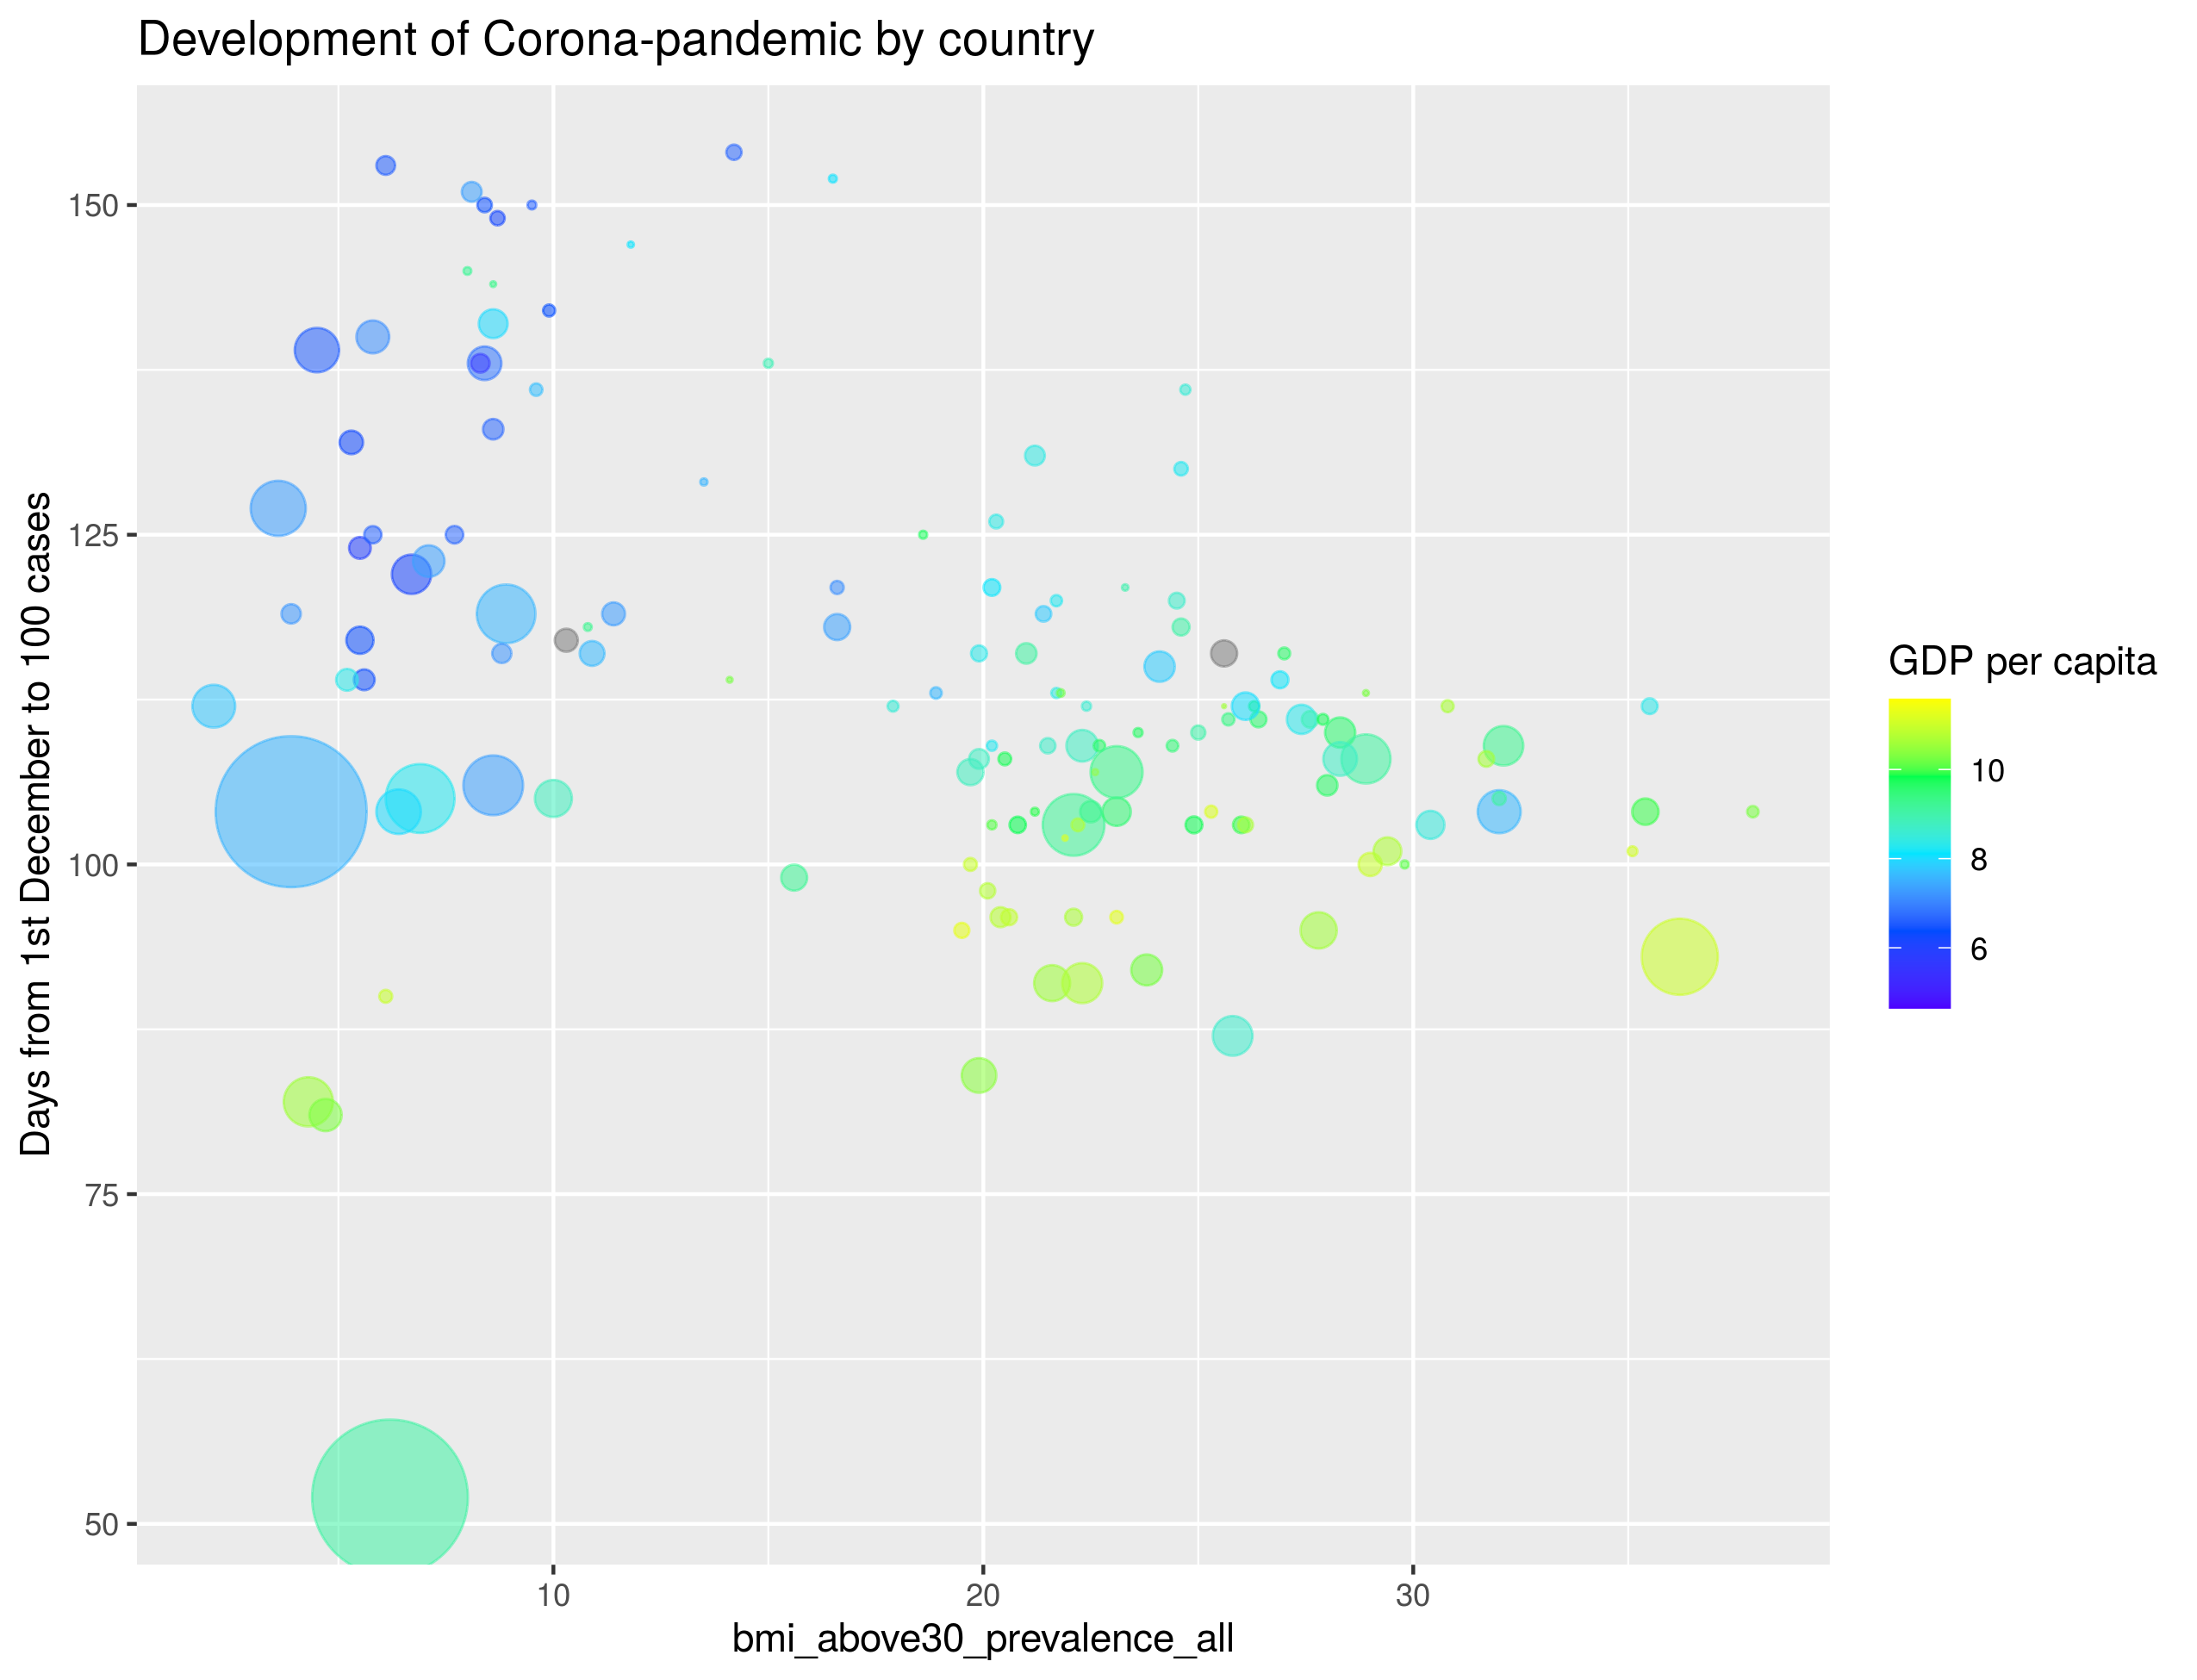 Development of Corona-pandemic by country
Days from 1st December to 100 cases
150
125
100
75
50
10
20
30
bmi_above30_prevalence_all
GDP per capita
10
8
6